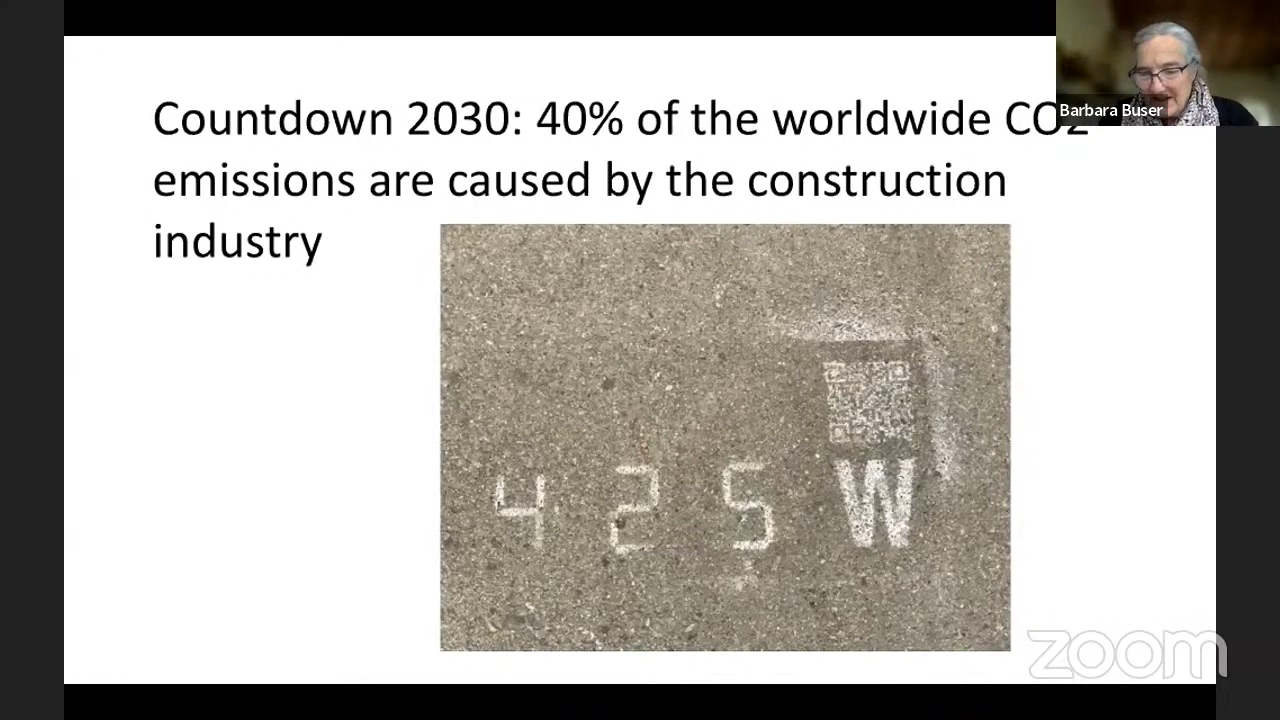 Countdown 2030: 40% of the worldwide CO2
emissions are caused by the construction
industry
Barbara Buser
4 2 5 W
zoom